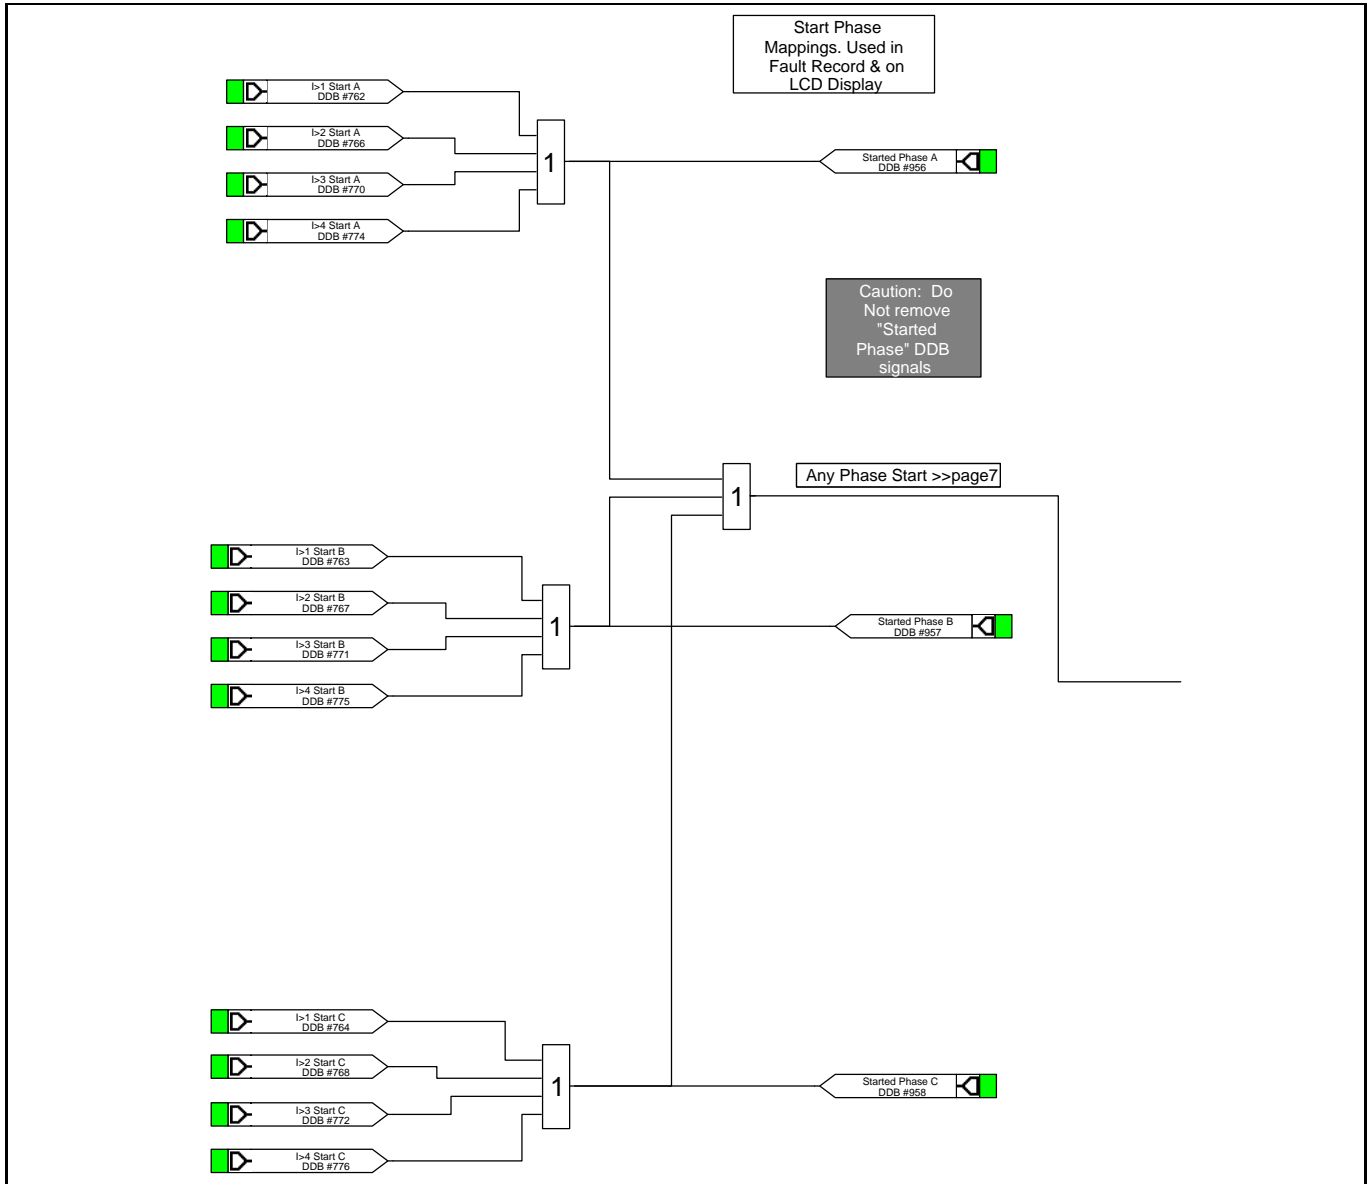 Start Phase
Mappings. Used in
Fault Record & on
LCD Display
I>1 Start A
DDB #762
I>2 Start A
DDB #766
I>3 Start A
DDB #770
I>4 Start A
DDB #774
1
Started Phase A
DDB #956
Caution: Do
Not remove
"Started
Phase" DDB
signals
1
Any Phase Start >>page7
I>1 Start B
DDB #763
I>2 Start B
DDB #767
I>3 Start B
DDB #771
I>4 Start B
DDB #775
1
Started Phase B
DDB #957
I>1 Start C
DDB #764
I>2 Start C
DDB #768
I>3 Start C
DDB #772
I>4 Start C
DDB #776
1
Started Phase C
DDB #958